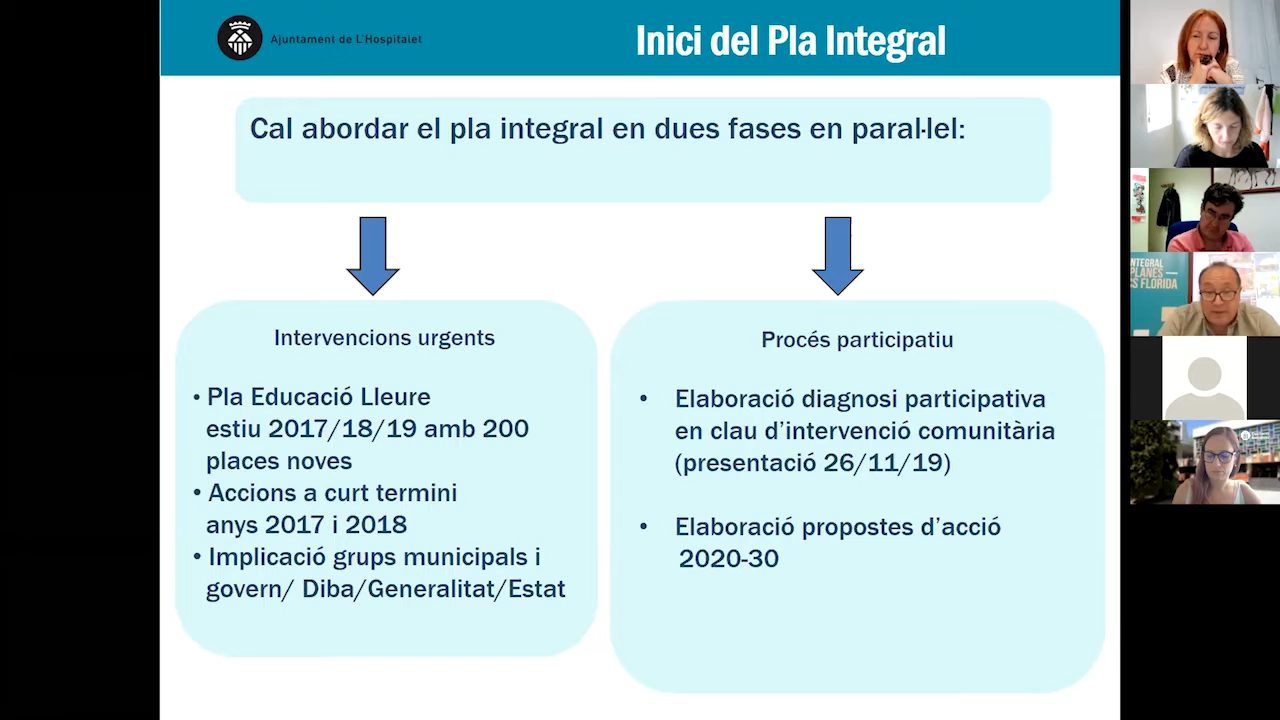 Ajuntament de L'Hospitalet
Inici del Pla Integral
Cal abordar el pla integral en dues fases en paral·lel:
Intervencions urgents
• Pla Educació Lleure
estiu 2017/18/19 amb 200
places noves
• Accions a curt termini
anys 2017 i 2018
• Implicació grups municipals i
govern/ Diba/Generalitat/Estat
Procés participatiu
• Elaboració diagnosi participativa
en clau d'intervenció comunitària
(presentació 26/11/19)
• Elaboració propostes d'acció
2020-30
INTEGRAL
PLANES
FLORIDA